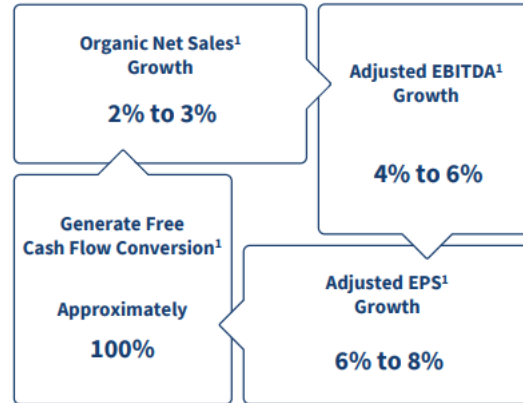 Organic Net Sales¹
Growth
2% to 3%
Adjusted EBITDA¹
Growth
4% to 6%
Generate Free
Cash Flow Conversion¹
Approximately
100%
Adjusted EPS¹
Growth
6% to 8%